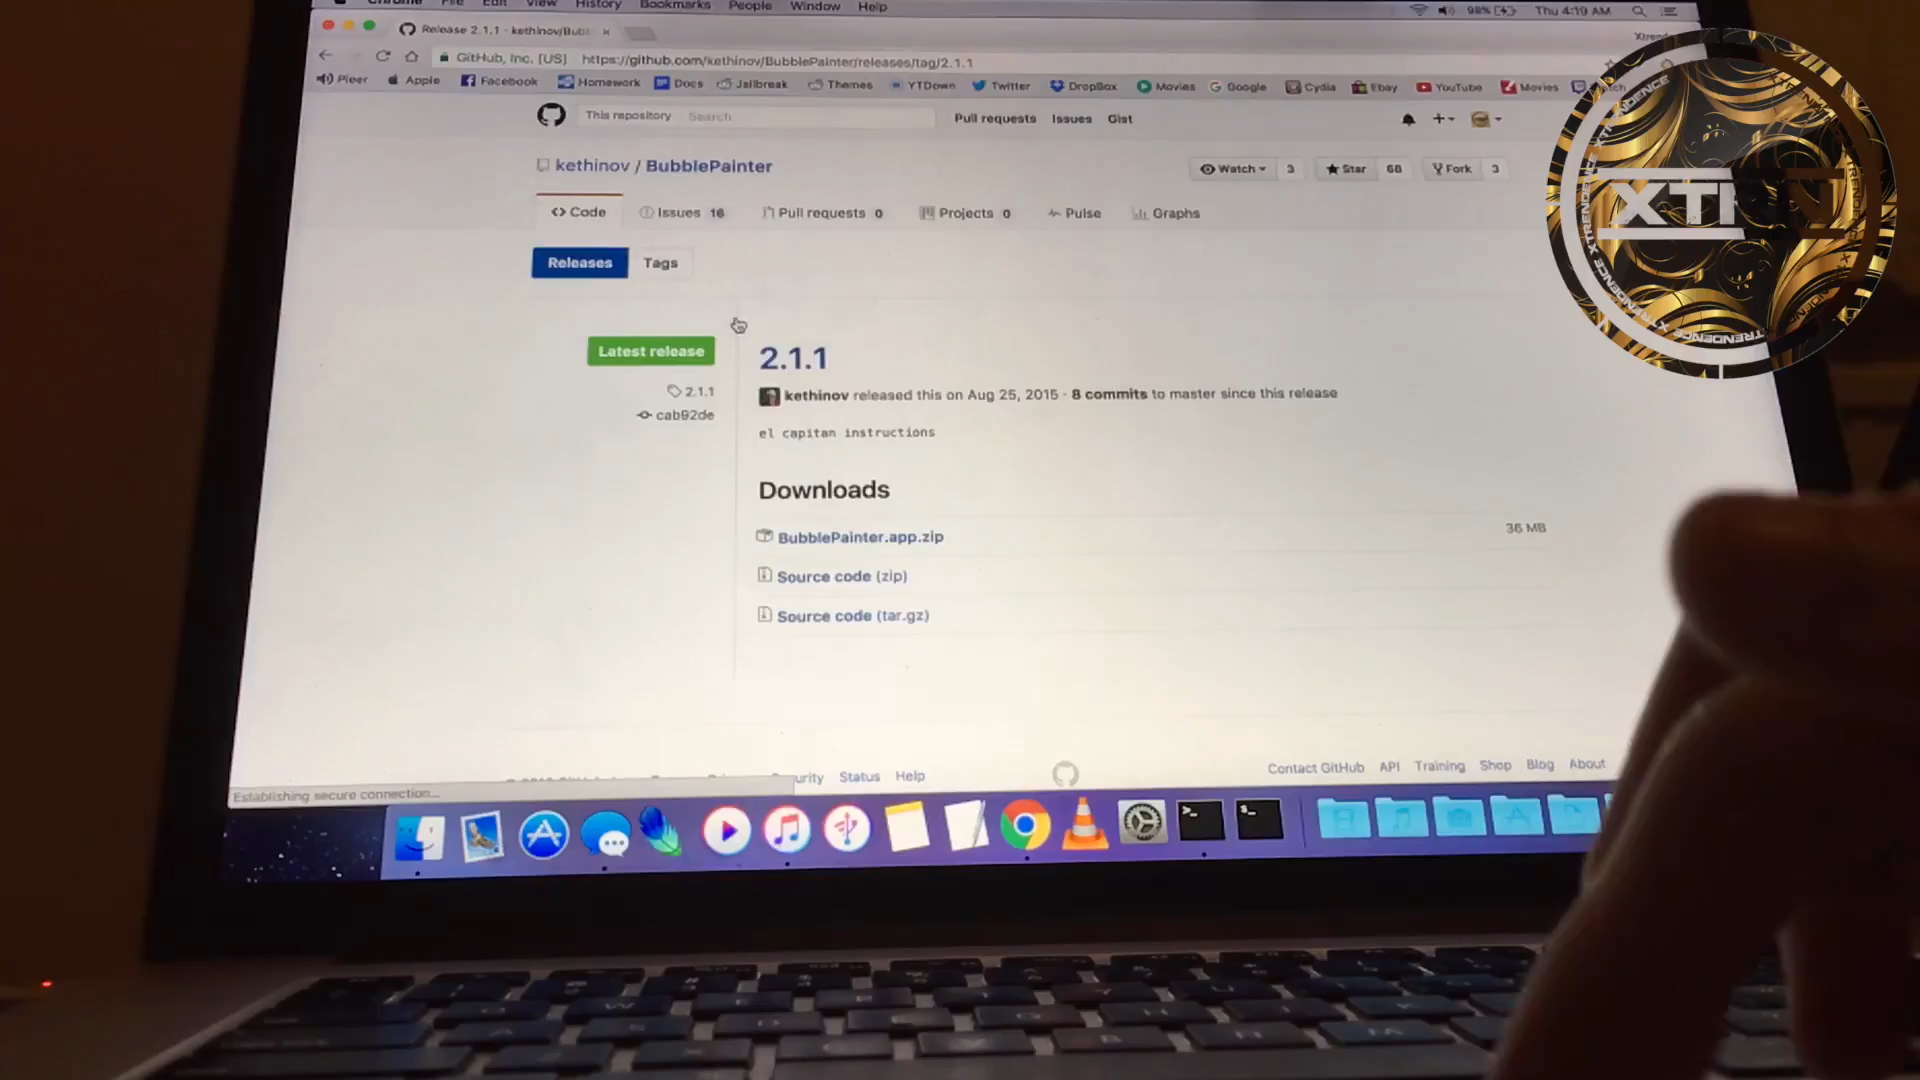 Chrome File Edit View History Bookmarks People Window Help 98% Thu 4:19 AM
Release 2.1.1 · kethinov/Bubb
GitHub, Inc. [US] https://github.com/kethinov/BubblePainter/releases/tag/2.1.1
Pleer Apple Facebook Homework Docs Jailbreak Themes YTDown Twitter DropBox Movies Google Cydia Ebay YouTube Movies
This repository Search Pull requests Issues Gist
kethinov / BubblePainter Watch 3 Star 68 Fork 3
Code Issues 16 Pull requests 0 Projects 0 Pulse Graphs
Releases Tags
Latest release
2.1.1
2.1.1
cab92de
kethinov released this on Aug 25, 2015 · 8 commits to master since this release
el capitan instructions
Downloads
BubblePainter.app.zip 36 MB
Source code (zip)
Source code (tar.gz)
Status Help Contact GitHub API Training Shop Blog About
Establishing secure connection...
XTRENCE
XTRENDENCE